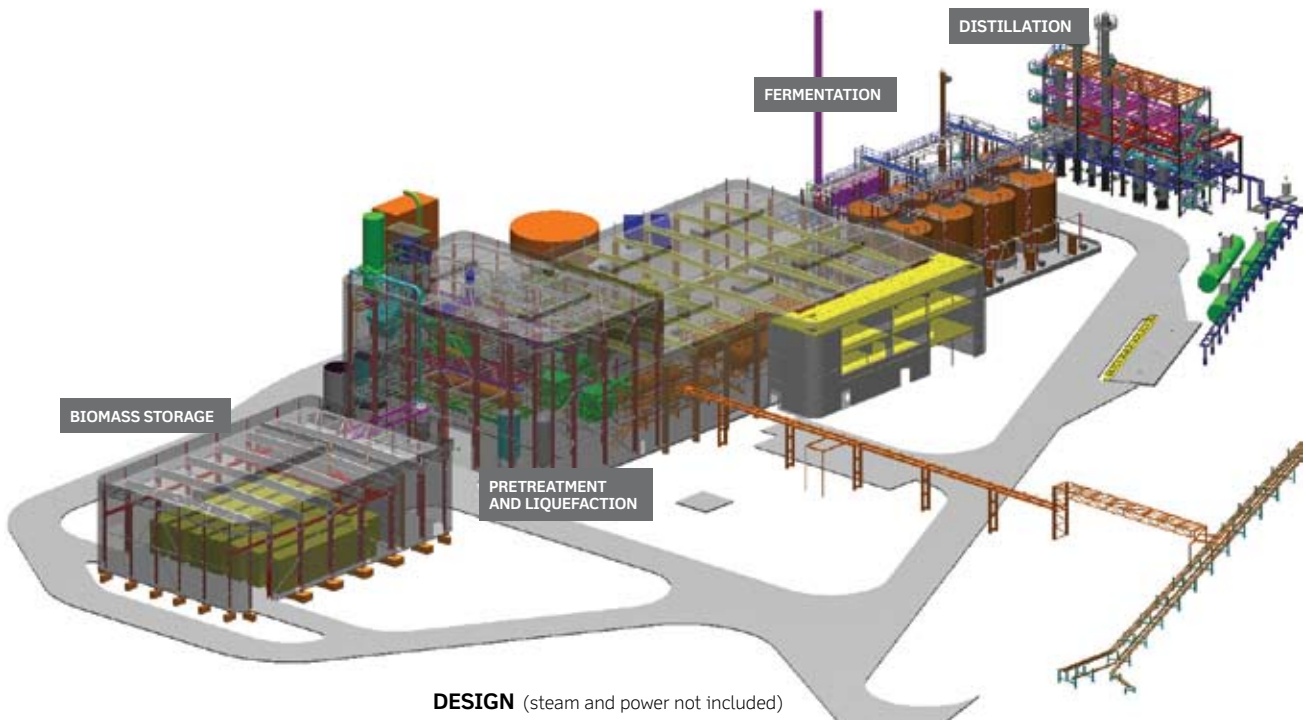 DISTILLATION
FERMENTATION
BIOMASS STORAGE
PRETREATMENT
AND LIQUEFACTION
DESIGN (steam and power not included)